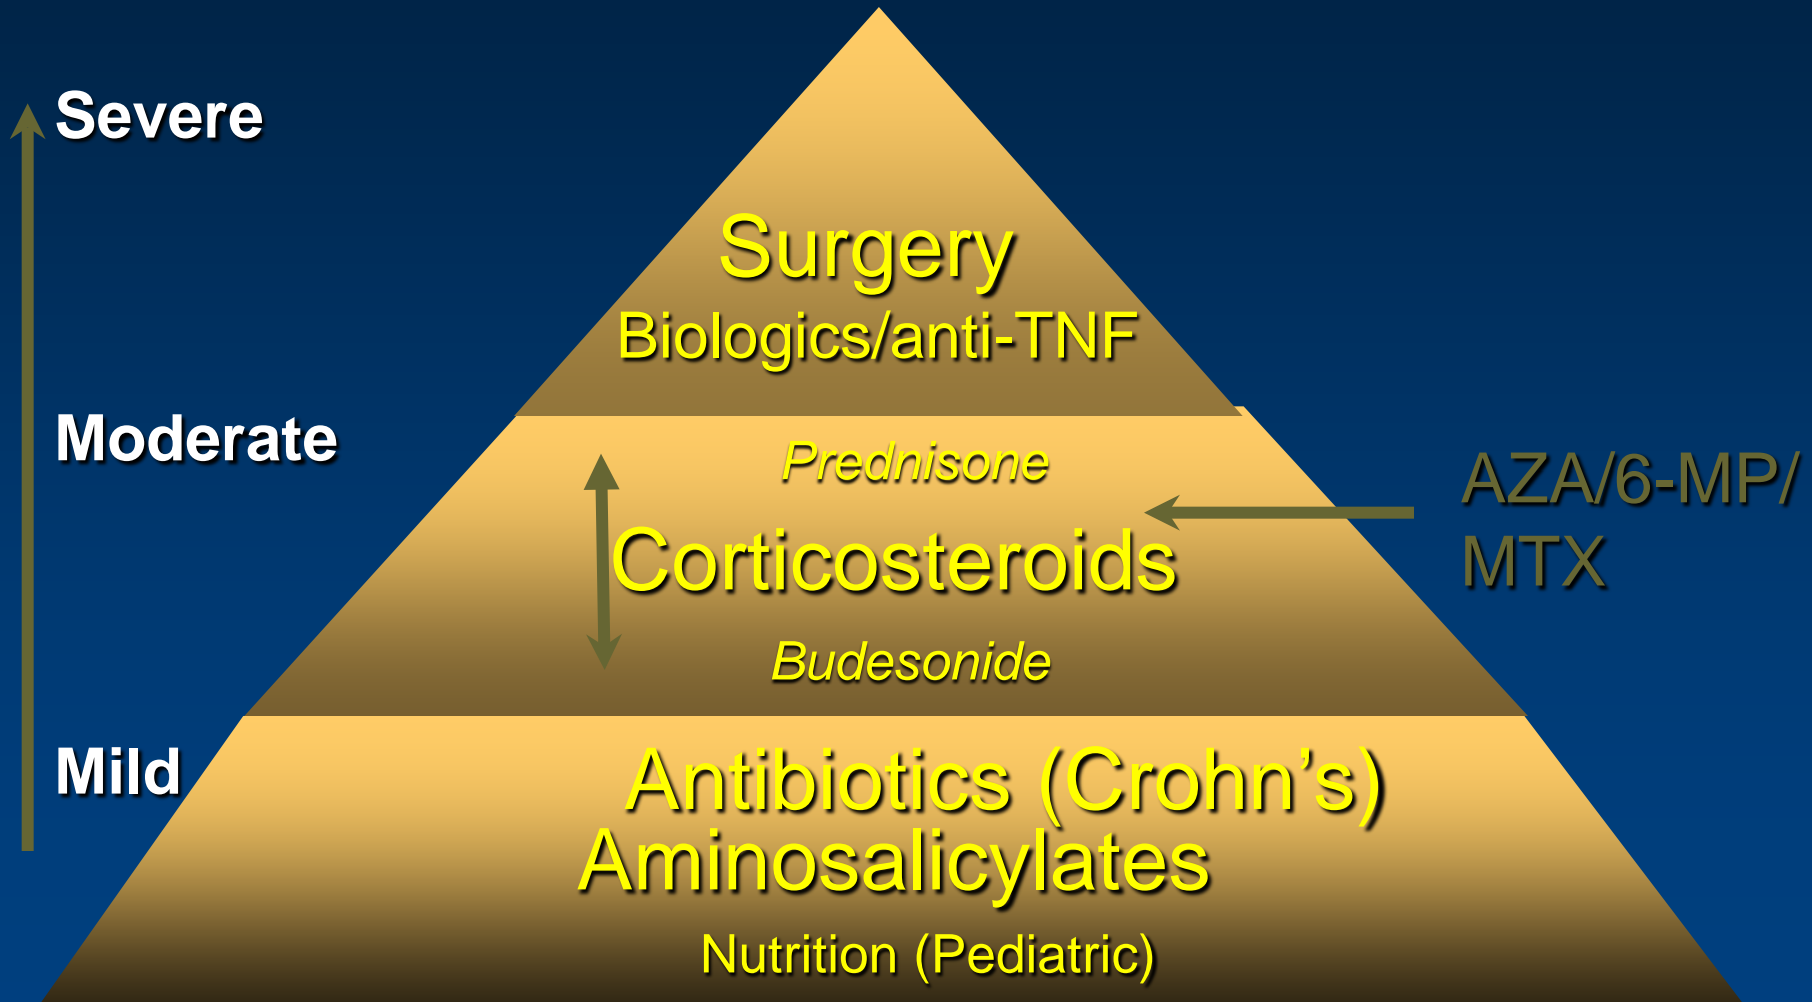 Severe
Surgery
Biologics/anti-TNF
Moderate
Prednisone
AZA/6-MP/
MTX
Corticosteroids
Budesonide
Mild
Antibiotics (Crohn’s)
Aminosalicylates
Nutrition (Pediatric)